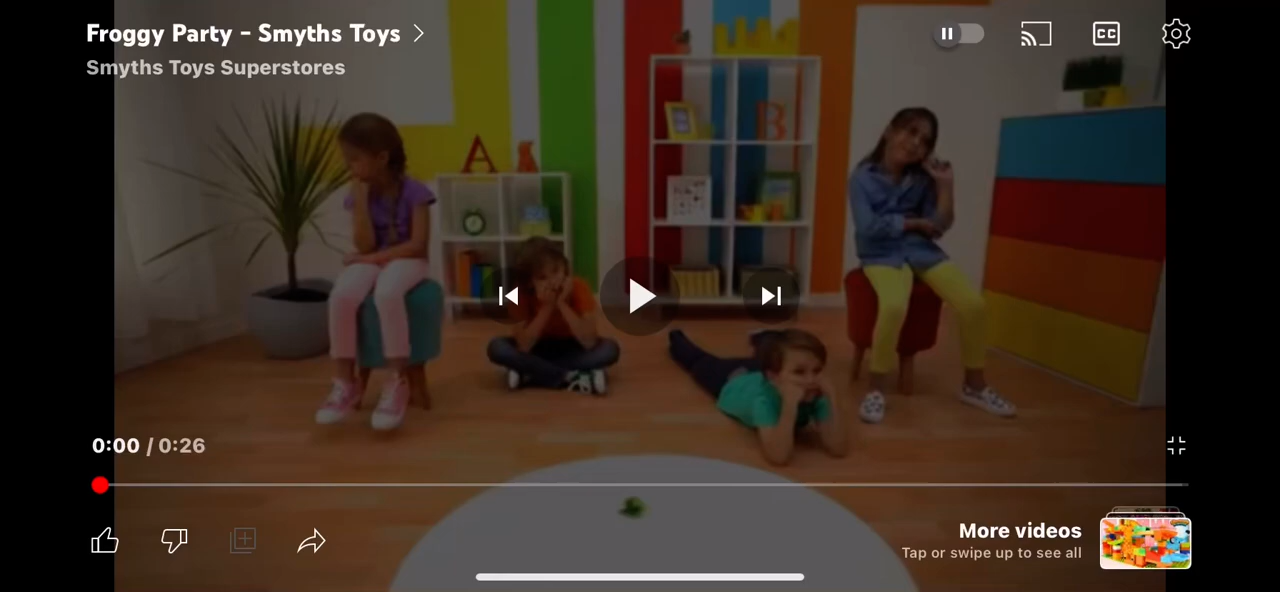 Froggy Party - Smyths Toys
Smyths Toys Superstores
CC
A
B
0:00 / 0:26
More videos
Tap or swipe up to see all